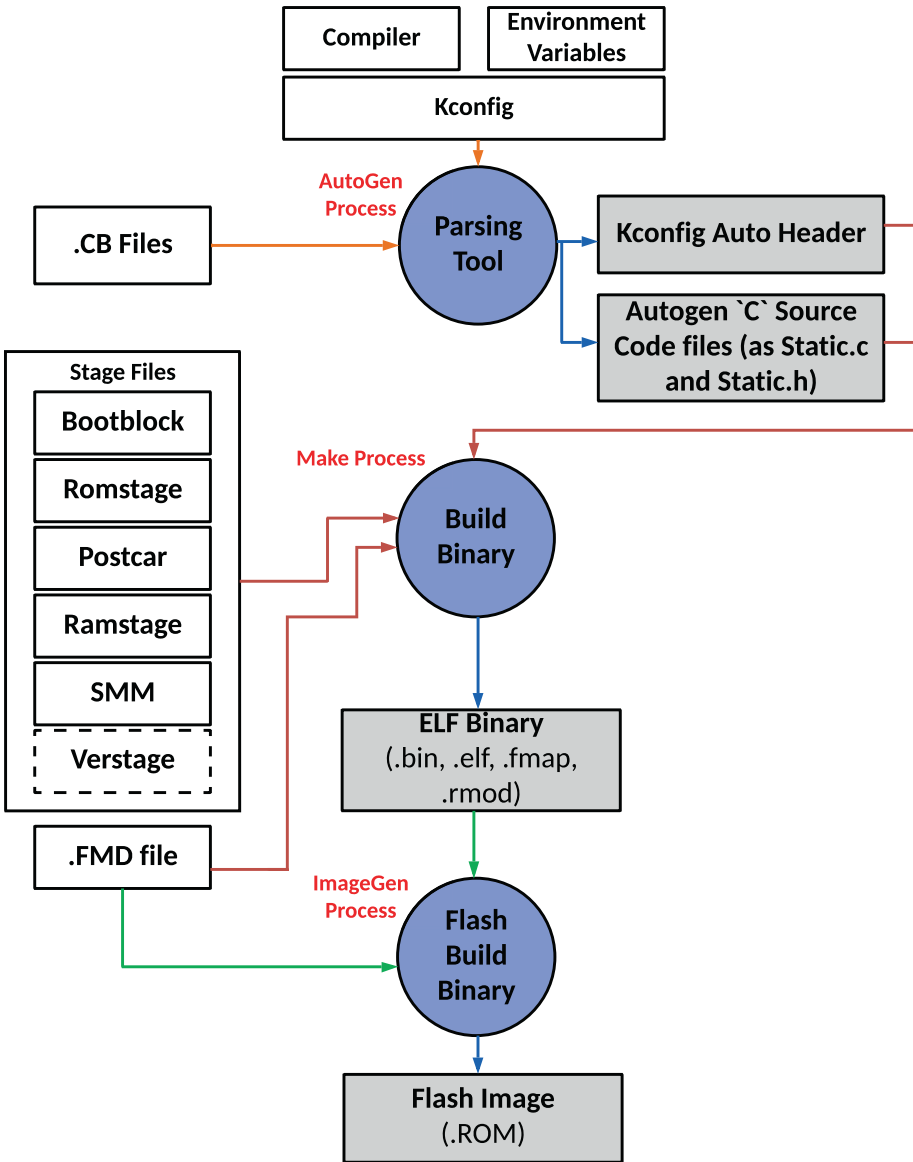 Compiler
Environment
Variables
Kconfig
AutoGen
Process
.CB Files
Parsing
Tool
Kconfig Auto Header
Autogen `C` Source
Code files (as Static.c
and Static.h)
Stage Files
Bootblock
Romstage
Postcar
Ramstage
SMM
Verstage
Make Process
Build
Binary
ELF Binary
(.bin, .elf, .fmap,
.rmod)
.FMD file
ImageGen
Process
Flash
Build
Binary
Flash Image
(.ROM)